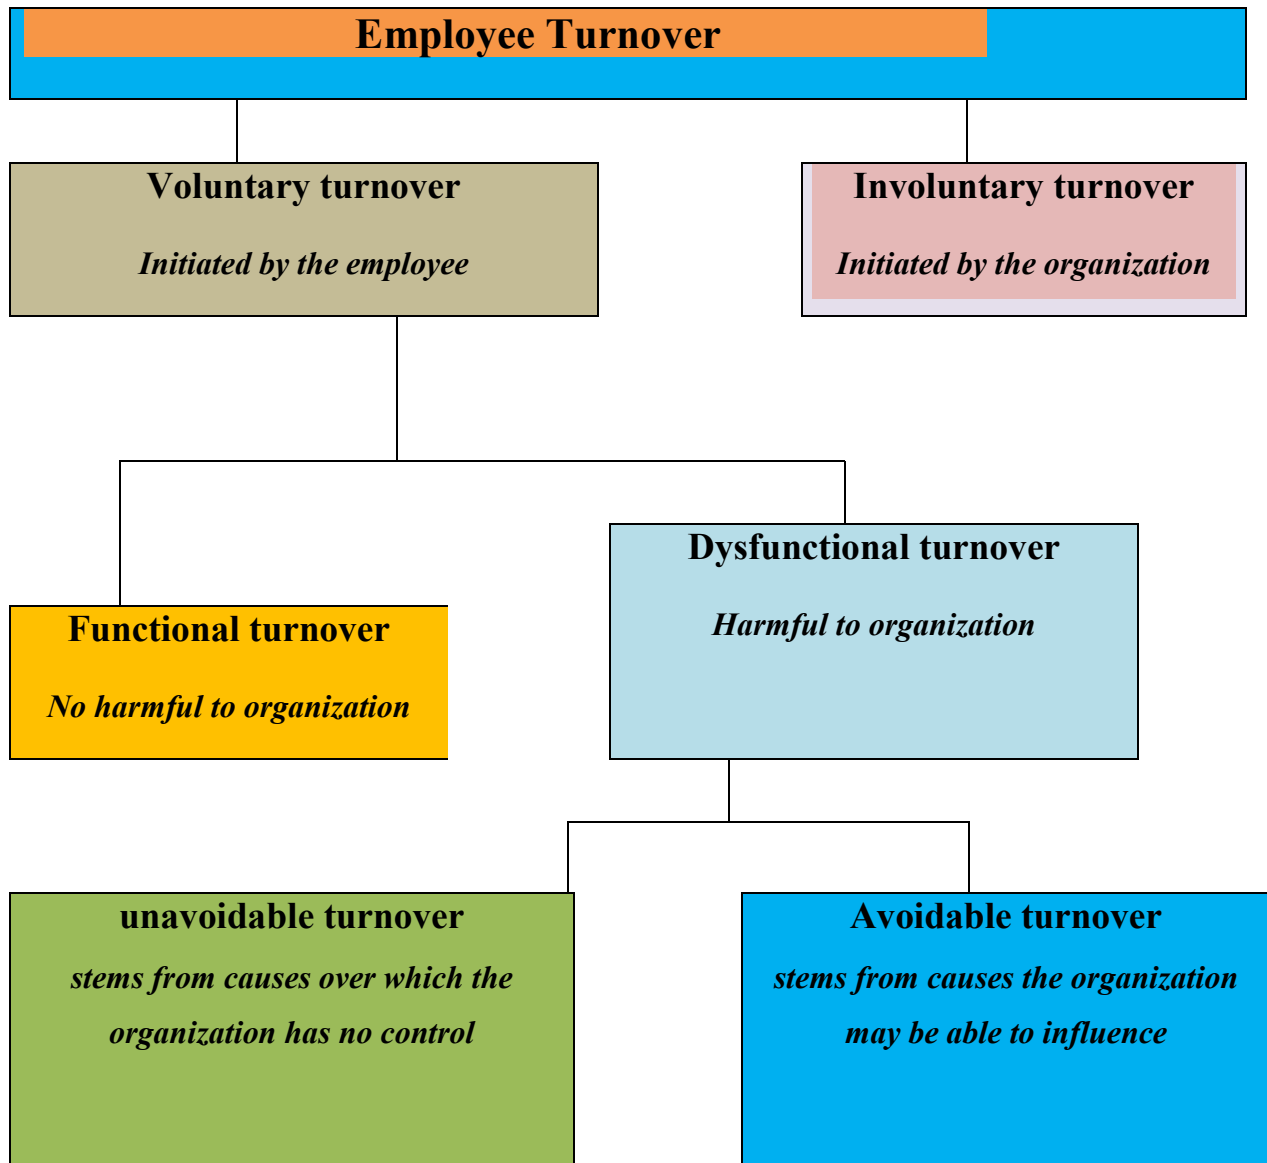 Employee Turnover
Voluntary turnover
Initiated by the employee
Involuntary turnover
Initiated by the organization
Dysfunctional turnover
Harmful to organization
Functional turnover
No harmful to organization
unavoidable turnover
stems from causes over which the
organization has no control
Avoidable turnover
stems from causes the organization
may be able to influence